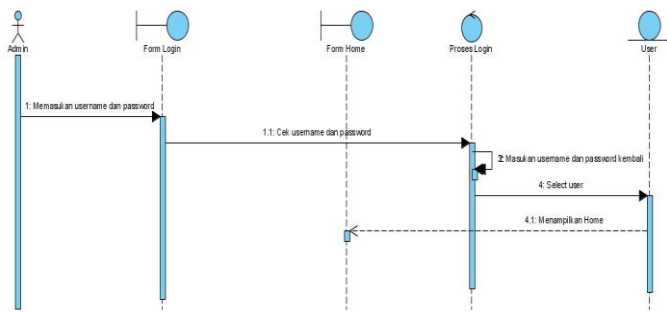 Admin
Form Login
Form Home
Proses Login
User
1: Memasukan username dan password
1.1: Cek username dan password
Masukan username dan password kembali
4: Select user
4.1: Menampilkan Home